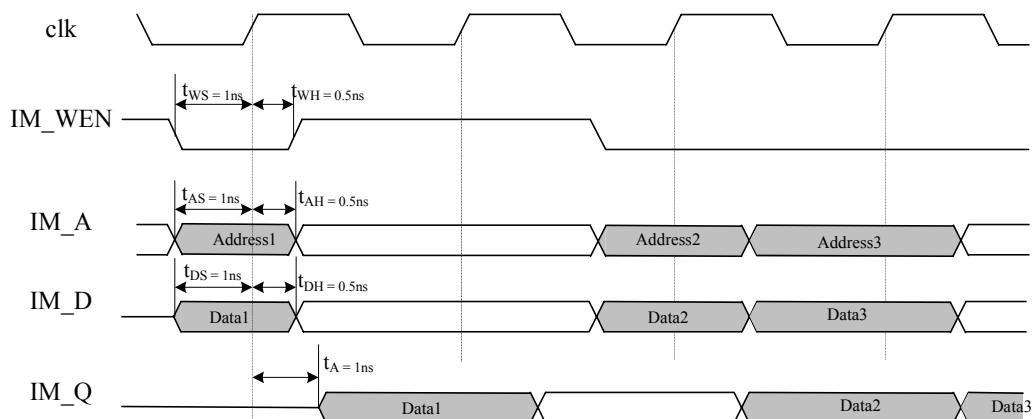 clk
tWS = 1ns tWH = 0.5ns
IM_WEN
tAS = 1ns tAH = 0.5ns
IM_A Address1 Address2 Address3
tDS = 1ns tDH = 0.5ns
IM_D Data1 Data2 Data3
tA = 1ns
IM_Q Data1 Data2 Data3